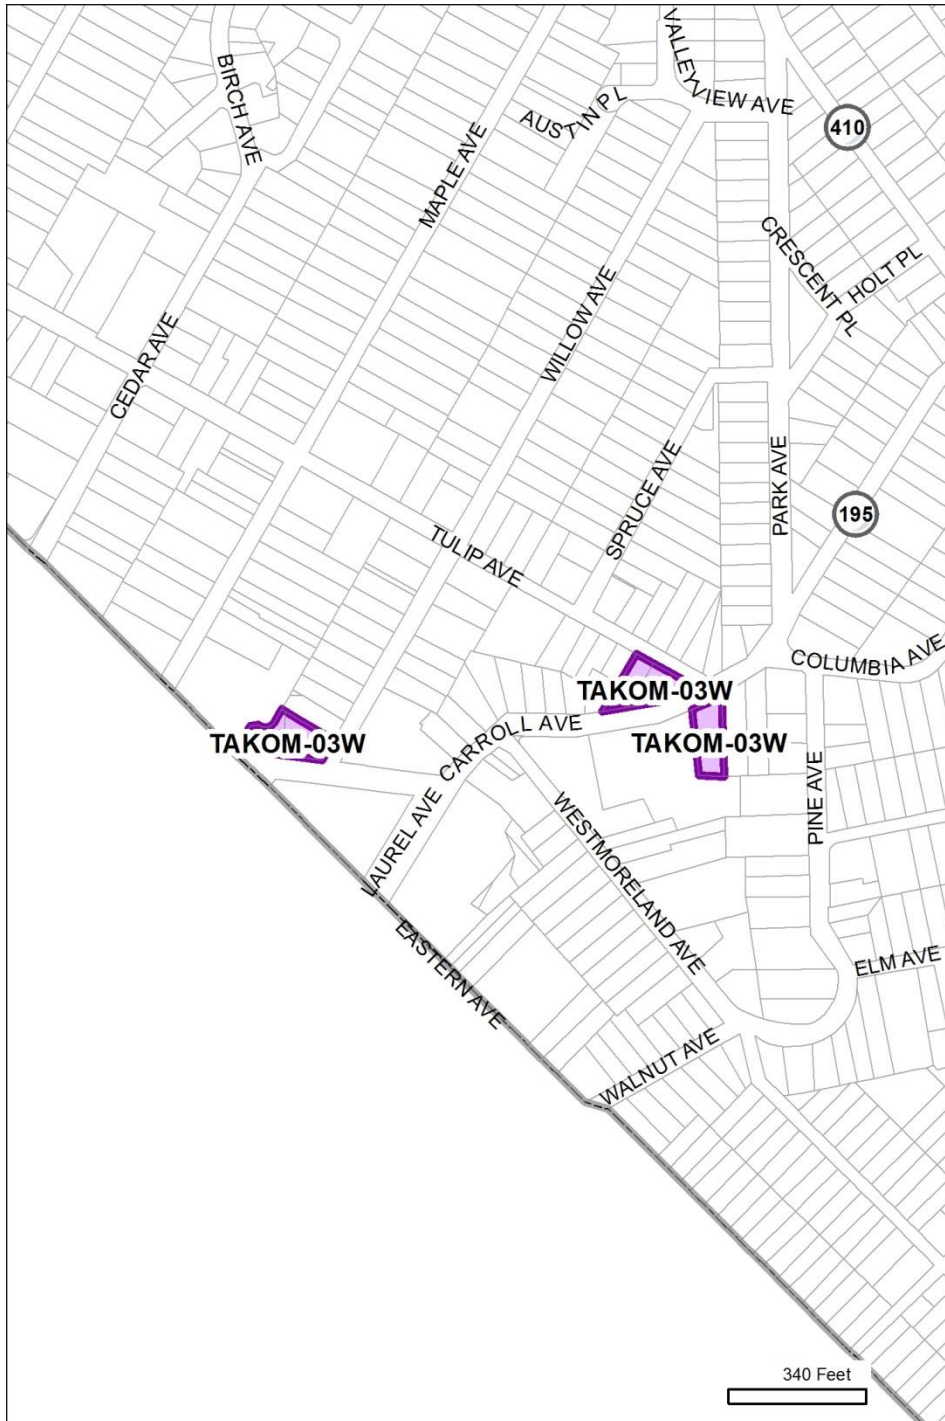 VALLEY VIEW AVE
BIRCH AVE
AUSTIN PL
410
MAPLE AVE
CRESCENT PL
HOLT PL
WILLOW AVE
CEDAR AVE
SPRUCE AVE
PARK AVE
195
TULIP AVE
COLUMBIA AVE
TAKOM-03W
TAKOM-03W
TAKOM-03W
CARROLL AVE
PINE AVE
LAUREL AVE
WESTMORELAND AVE
EASTERN AVE
ELM AVE
WALNUT AVE
340 Feet